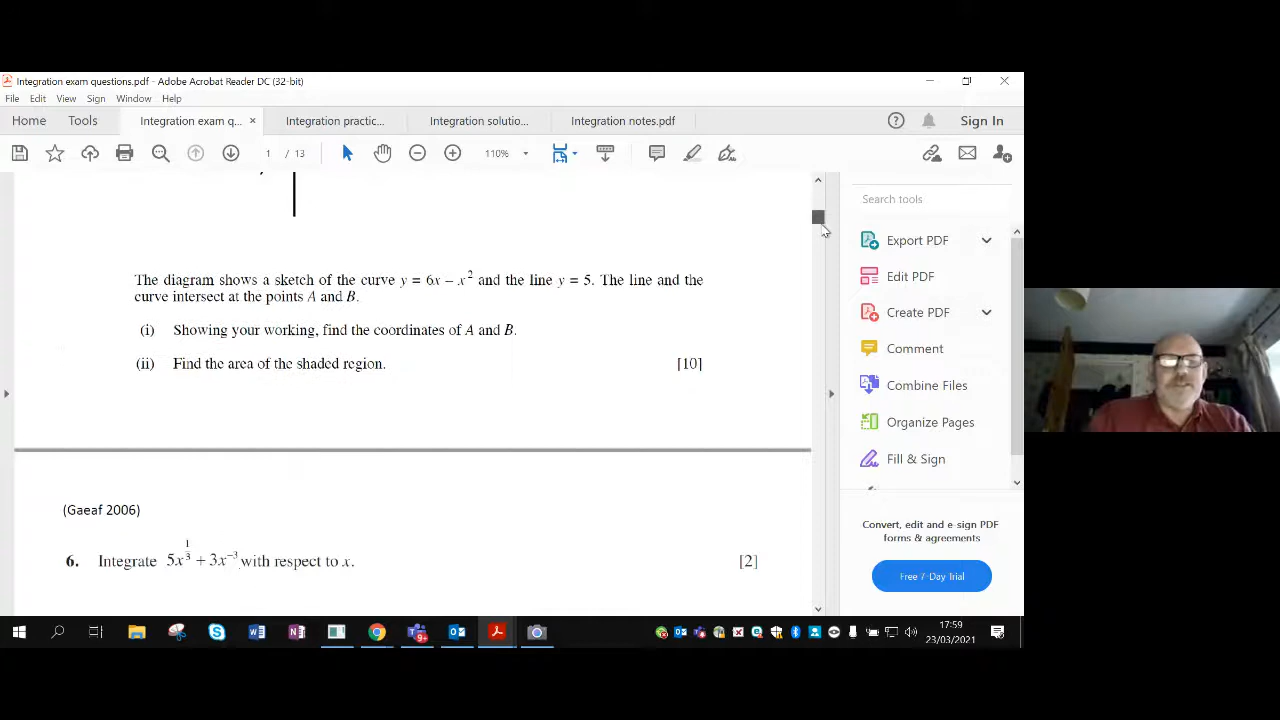 Integration exam questions.pdf - Adobe Acrobat Reader DC (32-bit)
File Edit View Sign Window Help
Home Tools Integration exam q... × Integration practic... Integration solutio... Integration notes.pdf Sign In
1 / 13 110%
Search tools
Export PDF
Edit PDF
Create PDF
Comment
Combine Files
Organize Pages
Fill & Sign
Convert, edit and e-sign PDF
forms & agreements
Free 7-Day Trial
The diagram shows a sketch of the curve y = 6x – x² and the line y = 5. The line and the
curve intersect at the points A and B.
(i) Showing your working, find the coordinates of A and B.
(ii) Find the area of the shaded region. [10]
(Gaeaf 2006)
6. Integrate 5x^(1/3) + 3x⁻³ with respect to x. [2]
9+
17:59
23/03/2021